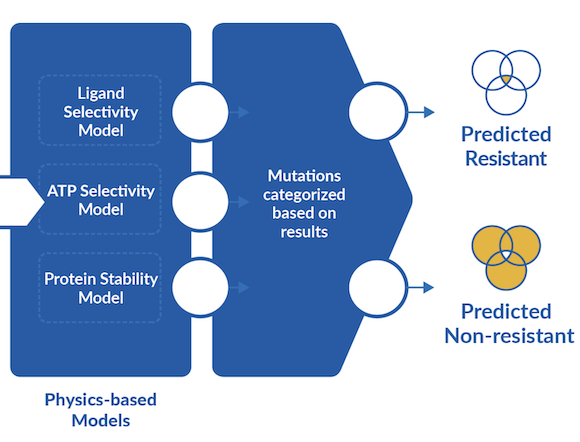 Ligand
Selectivity
Model
ATP Selectivity
Model
Protein Stability
Model
Physics-based
Models
Mutations
categorized
based on
results
Predicted
Resistant
Predicted
Non-resistant